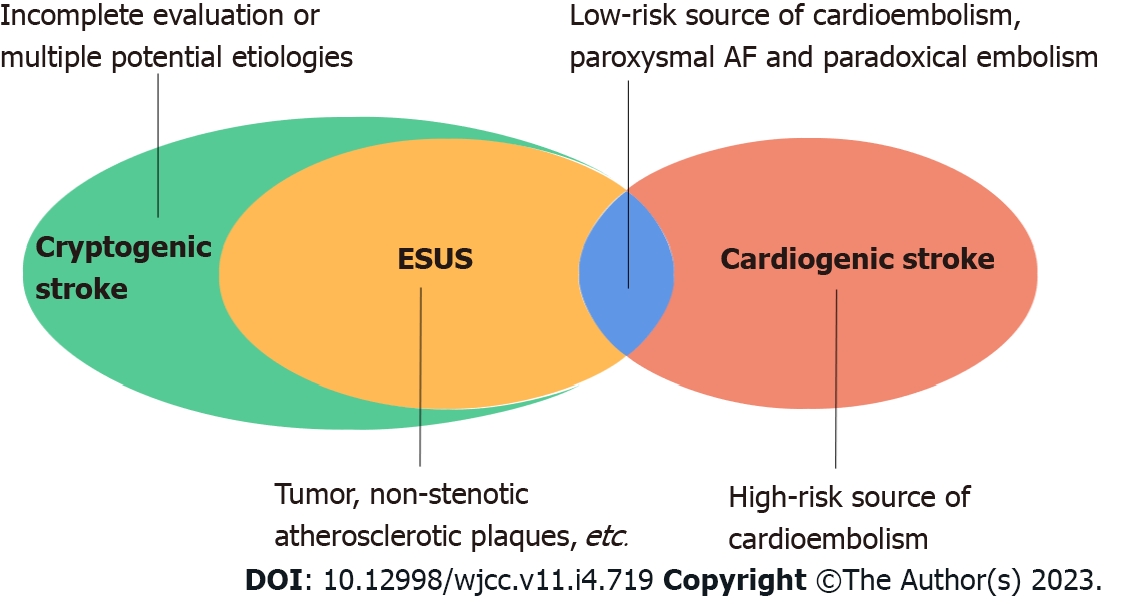 Incomplete evaluation or
multiple potential etiologies
Low-risk source of cardioembolism,
paroxysmal AF and paradoxical embolism
Cryptogenic
stroke
ESUS
Cardiogenic stroke
Tumor, non-stenotic
atherosclerotic plaques, etc.
High-risk source of
cardioembolism
DOI: 10.12998/wjcc.v11.i4.719 Copyright ©The Author(s) 2023.